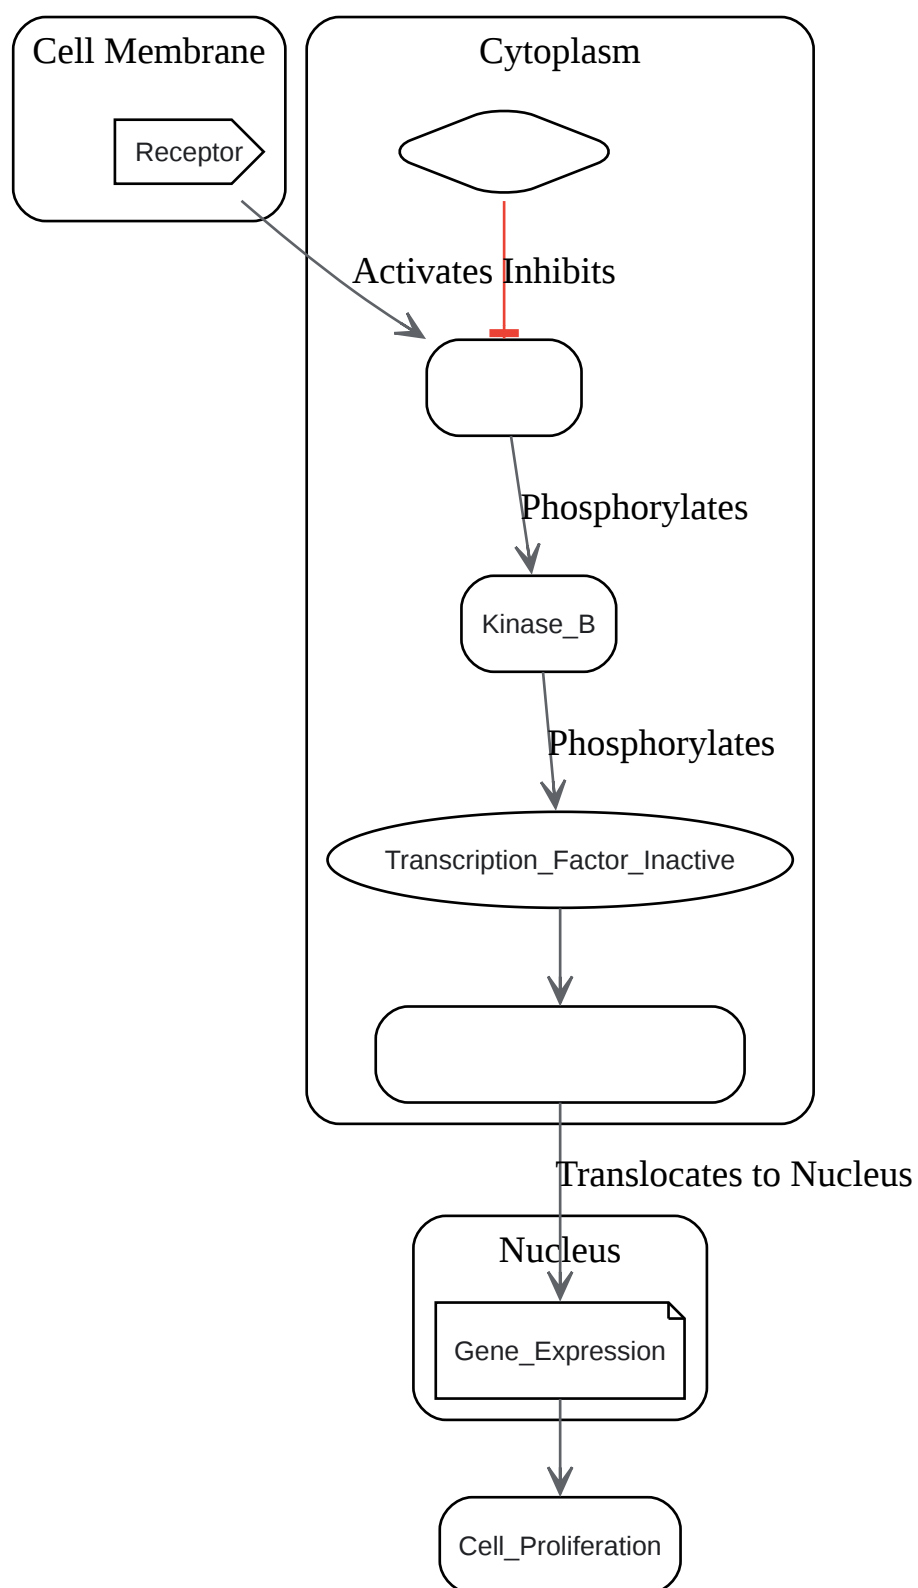 Cell Membrane
Cytoplasm
Receptor
Activates
Inhibits
Phosphorylates
Kinase_B
Phosphorylates
Transcription_Factor_Inactive
Translocates to Nucleus
Nucleus
Gene_Expression
Cell_Proliferation